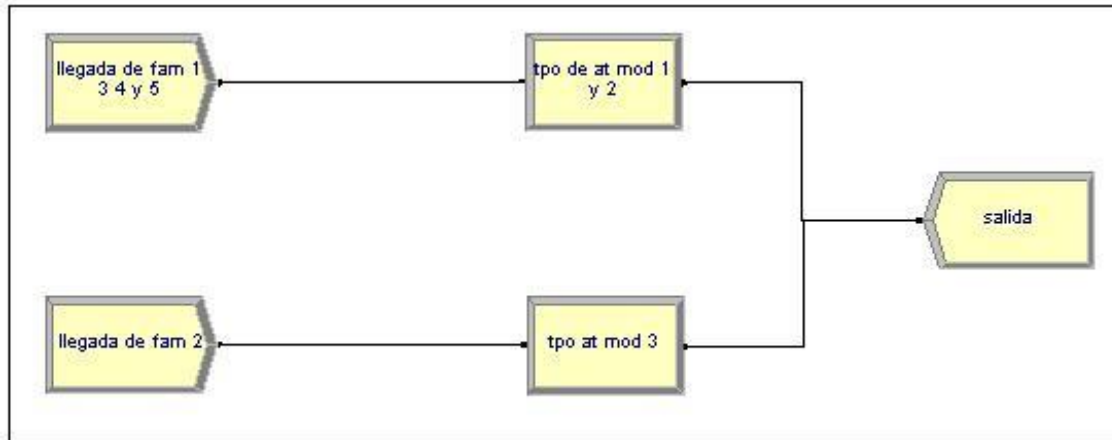 llegada de fam 1
3 4 y 5
tpo de at mod 1
y 2
salida
llegada de fam 2
tpo at mod 3